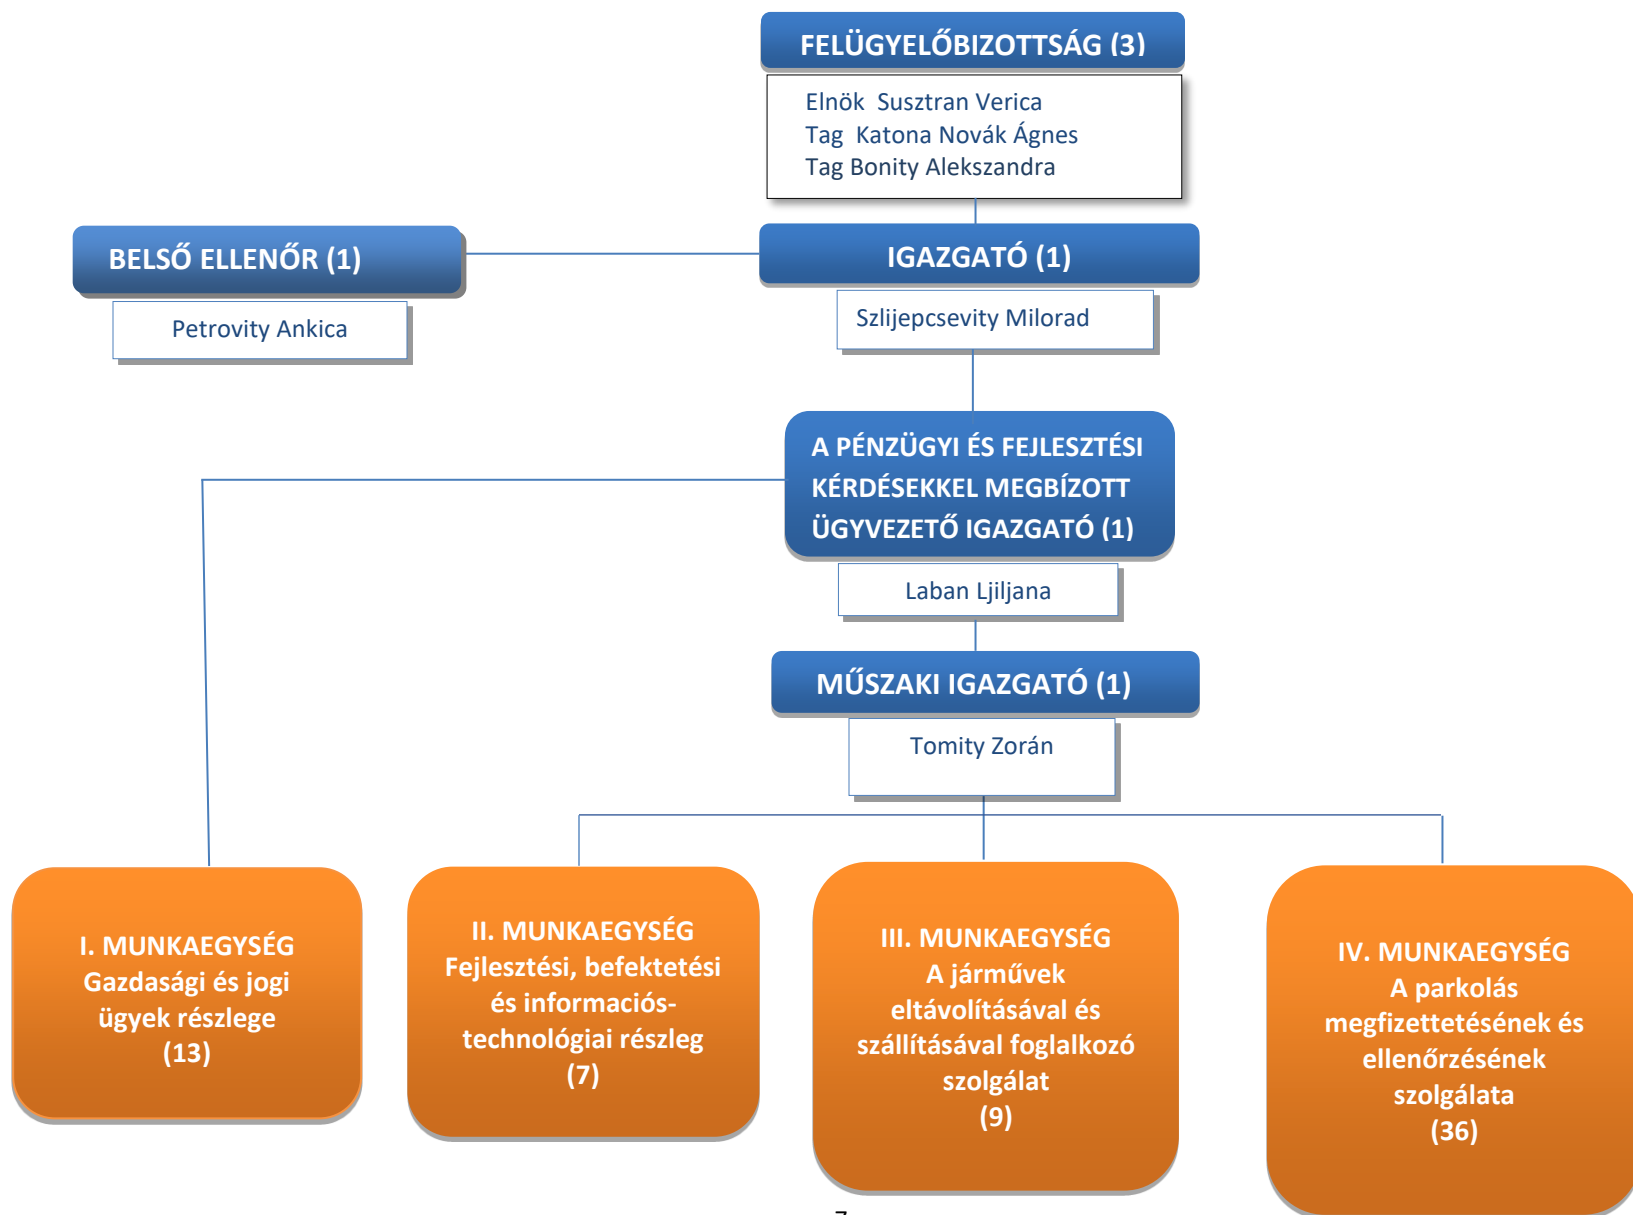 FELÜGYELŐBIZOTTSÁG (3)
Elnök  Susztran Verica
Tag  Katona Novák Ágnes
Tag Bonity Alekszandra
BELSŐ ELLENŐR (1)
Petrovity Ankica
IGAZGATÓ (1)
Szlijepcsevity Milorad
A PÉNZÜGYI ÉS FEJLESZTÉSI
KÉRDÉSEKKEL MEGBÍZOTT
ÜGYVEZETŐ IGAZGATÓ (1)
Laban Ljiljana
MŰSZAKI IGAZGATÓ (1)
Tomity Zorán
I. MUNKAEGYSÉG
Gazdasági és jogi
ügyek részlege
(13)
II. MUNKAEGYSÉG
Fejlesztési, befektetési
és információs-
technológiai részleg
(7)
III. MUNKAEGYSÉG
A járművek
eltávolításával és
szállításával foglalkozó
szolgálat
(9)
IV. MUNKAEGYSÉG
A parkolás
megfizettetésének és
ellenőrzésének
szolgálata
(36)